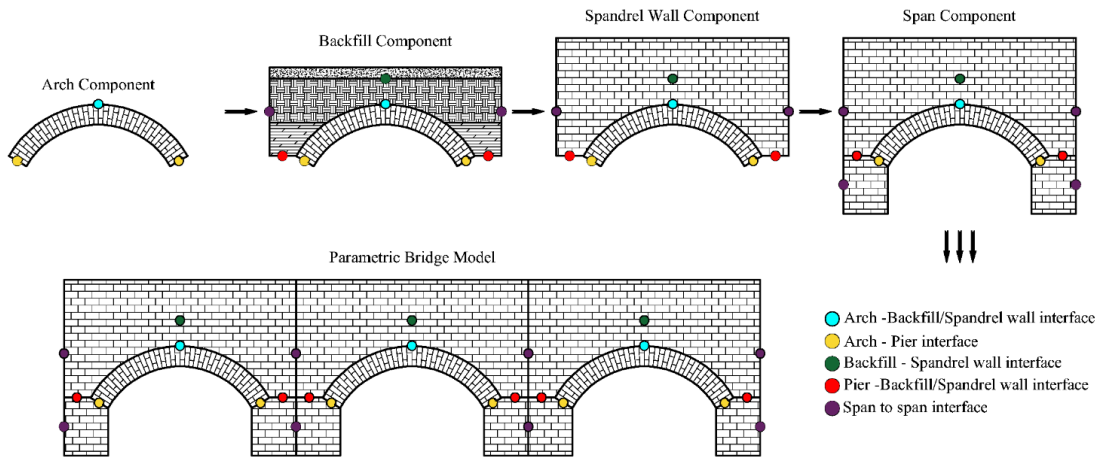 Arch Component
Backfill Component
Spandrel Wall Component
Span Component
Parametric Bridge Model
Arch -Backfill/Spandrel wall interface
Arch - Pier interface
Backfill - Spandrel wall interface
Pier -Backfill/Spandrel wall interface
Span to span interface